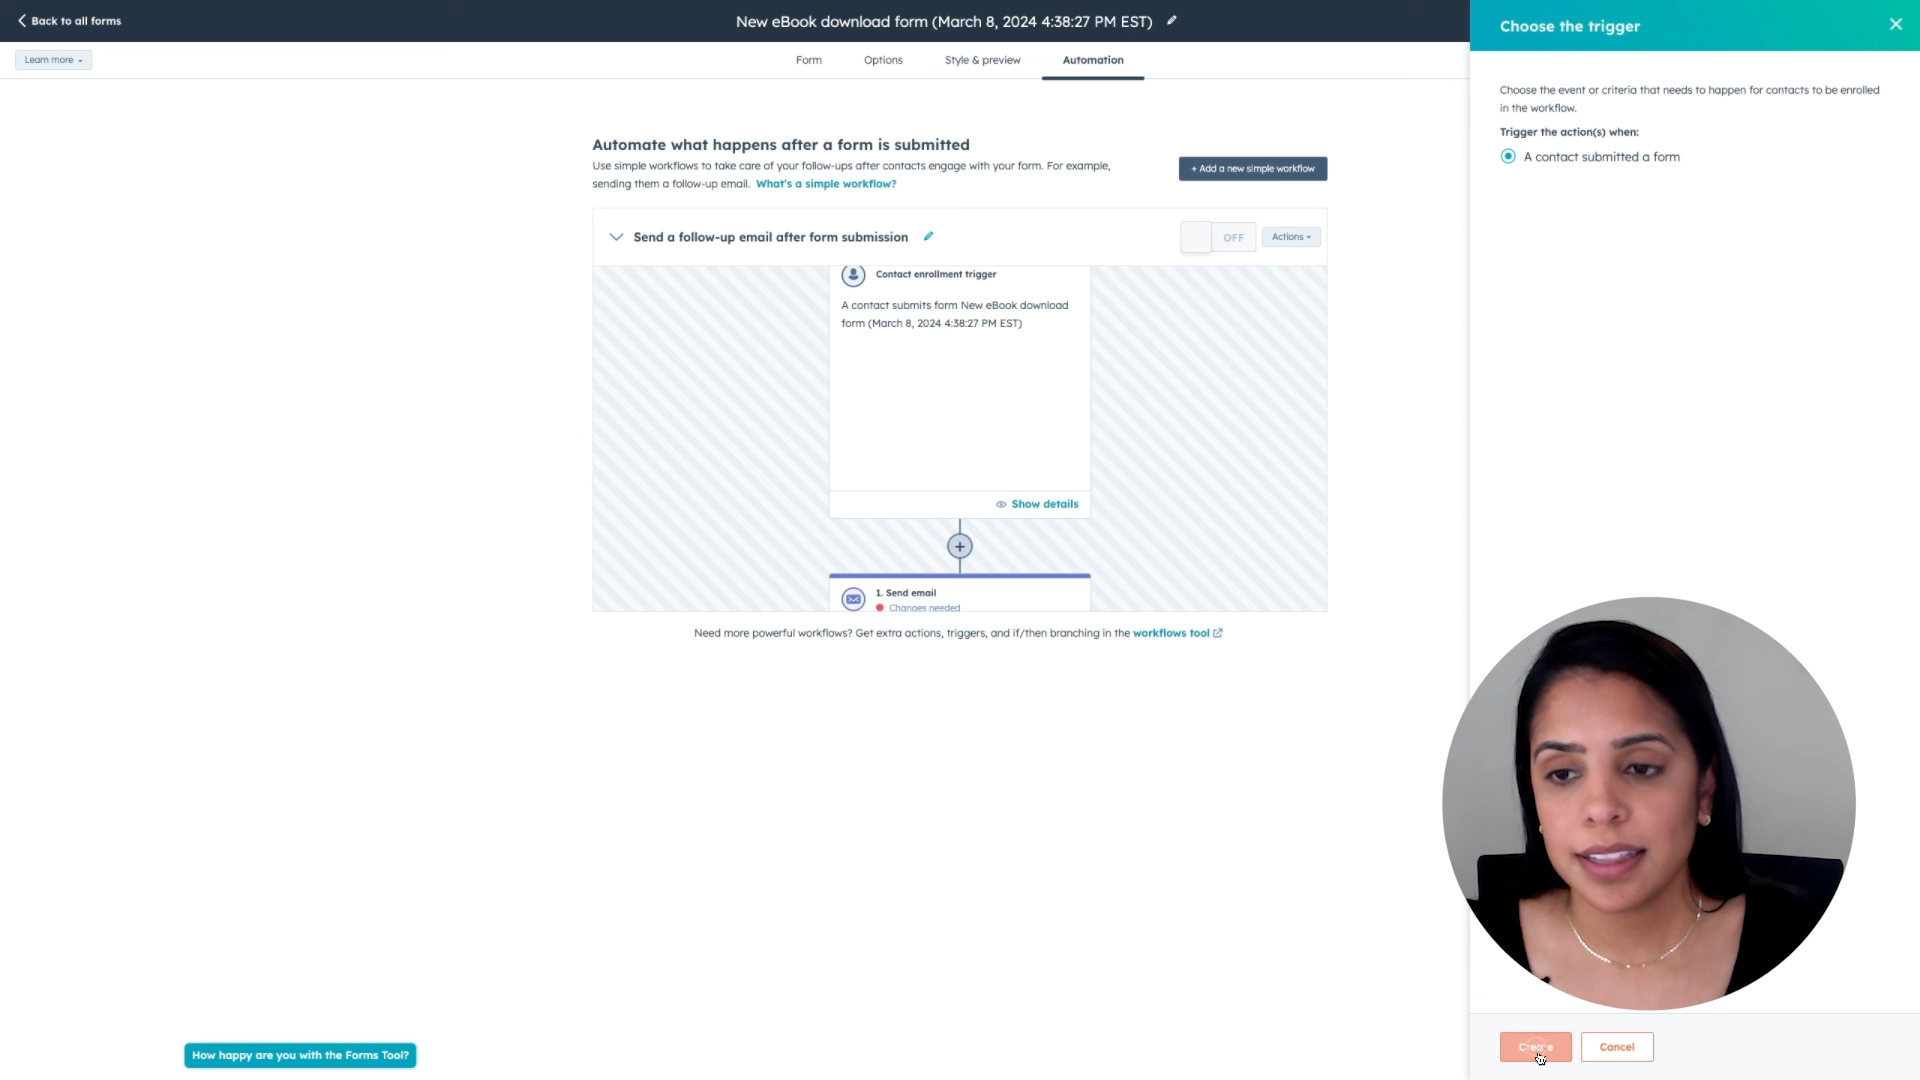 Back to all forms
New eBook download form (March 8, 2024 4:38:27 PM EST)
Choose the trigger
Learn more
Form
Options
Style & preview
Automation
Choose the event or criteria that needs to happen for contacts to be enrolled
in the workflow.
Trigger the action(s) when:
A contact submitted a form
Automate what happens after a form is submitted
Use simple workflows to take care of your follow-ups after contacts engage with your form. For example,
sending them a follow-up email. What's a simple workflow?
+ Add a new simple workflow
Send a follow-up email after form submission
OFF
Actions
Contact enrollment trigger
A contact submits form New eBook download
form (March 8, 2024 4:38:27 PM EST)
Show details
1. Send email
Changes needed
Need more powerful workflows? Get extra actions, triggers, and if/then branching in the workflows tool
How happy are you with the Forms Tool?
Create
Cancel